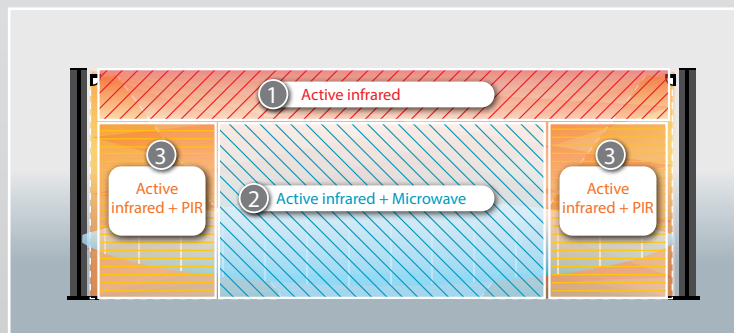 1 Active infrared
3
Active
infrared + PIR
2 Active infrared + Microwave
3
Active
infrared + PIR